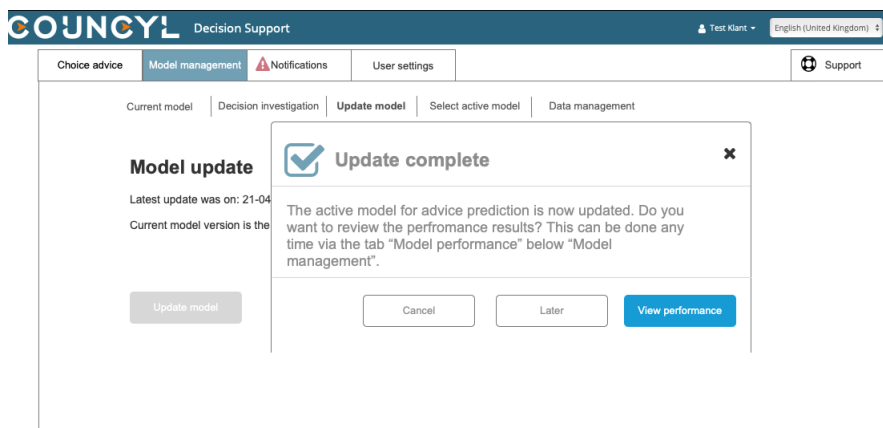 COUNCYL Decision Support
Test Klant
English (United Kingdom)
Choice advice
Model management
Notifications
User settings
Support
Current model
Decision investigation
Update model
Select active model
Data management
Model update
Latest update was on: 21-04
Current model version is the
Update model
Update complete
The active model for advice prediction is now updated. Do you
want to review the perfromance results? This can be done any
time via the tab “Model performance” below “Model
management”.
Cancel
Later
View performance